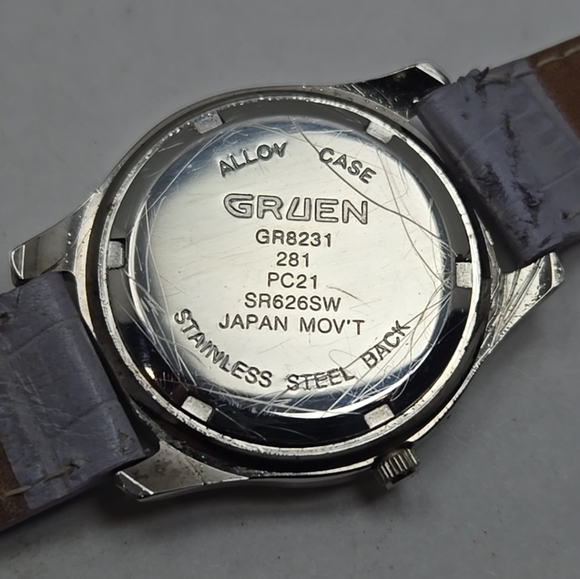 ALLOY CASE
GRUEN
GR8231
281
PC21
SR626SW
JAPAN MOV'T
STAINLESS STEEL BACK